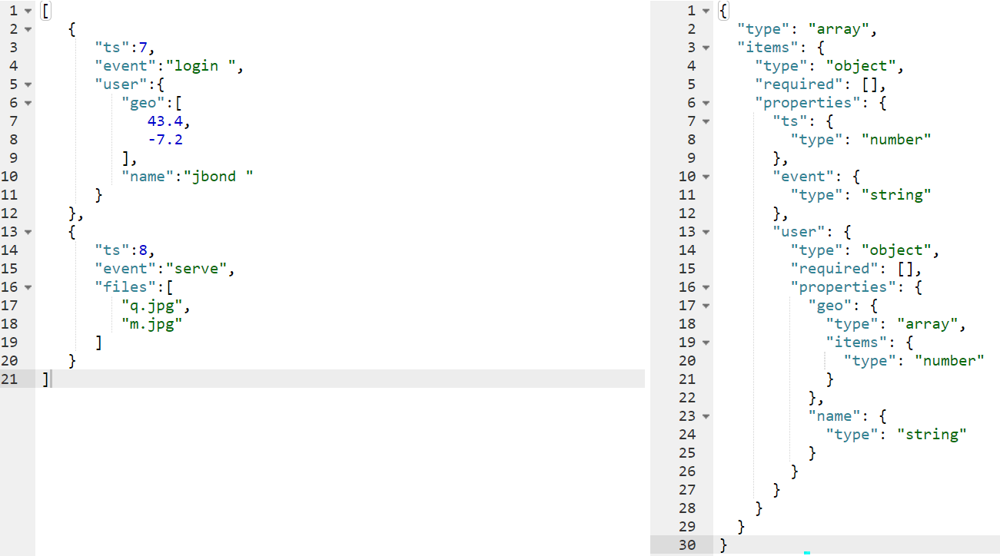 1 [
2 {
3 "ts":7,
4 "event":"login ",
5 "user":{
6 "geo":[
7 43.4,
8 -7.2
9 ],
10 "name":"jbond "
11 }
12 },
13 {
14 "ts":8,
15 "event":"serve",
16 "files":[
17 "q.jpg",
18 "m.jpg"
19 ]
20 }
21 ]
1 {
2 "type": "array",
3 "items": {
4 "type": "object",
5 "required": [],
6 "properties": {
7 "ts": {
8 "type": "number"
9 },
10 "event": {
11 "type": "string"
12 },
13 "user": {
14 "type": "object",
15 "required": [],
16 "properties": {
17 "geo": {
18 "type": "array",
19 "items": {
20 "type": "number"
21 }
22 },
23 "name": {
24 "type": "string"
25 }
26 }
27 }
28 }
29 }
30 }